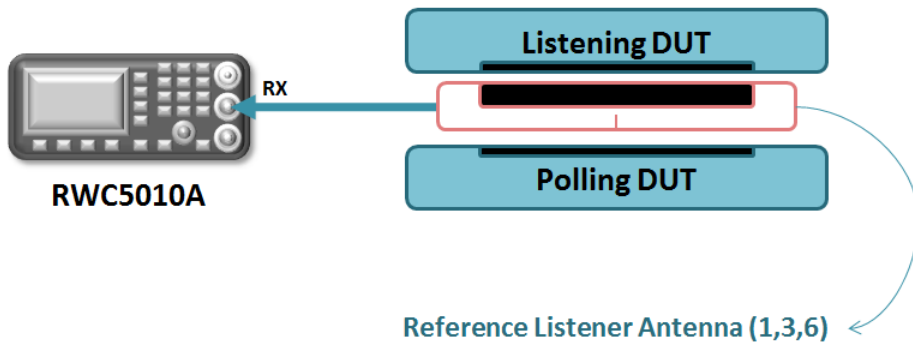 Listening DUT
RX
RWC5010A
Polling DUT
Reference Listener Antenna (1,3,6)